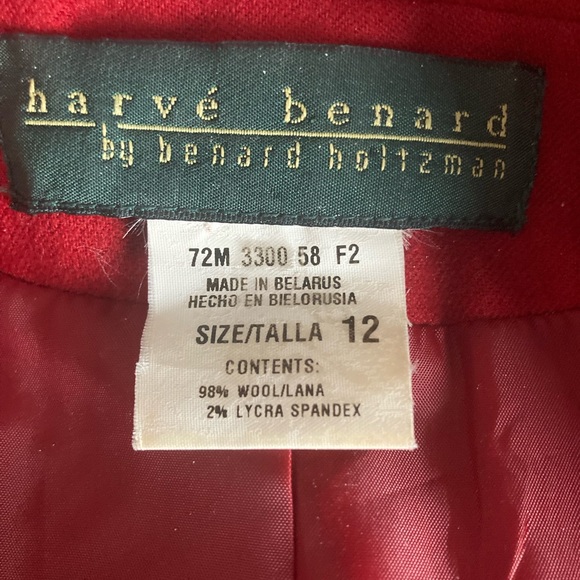 harvé benard
by benard holtzman
72M 3300 58 F2
MADE IN BELARUS
HECHO EN BIELORUSIA
SIZE/TALLA 12
CONTENTS:
98% WOOL/LANA
2% LYCRA SPANDEX